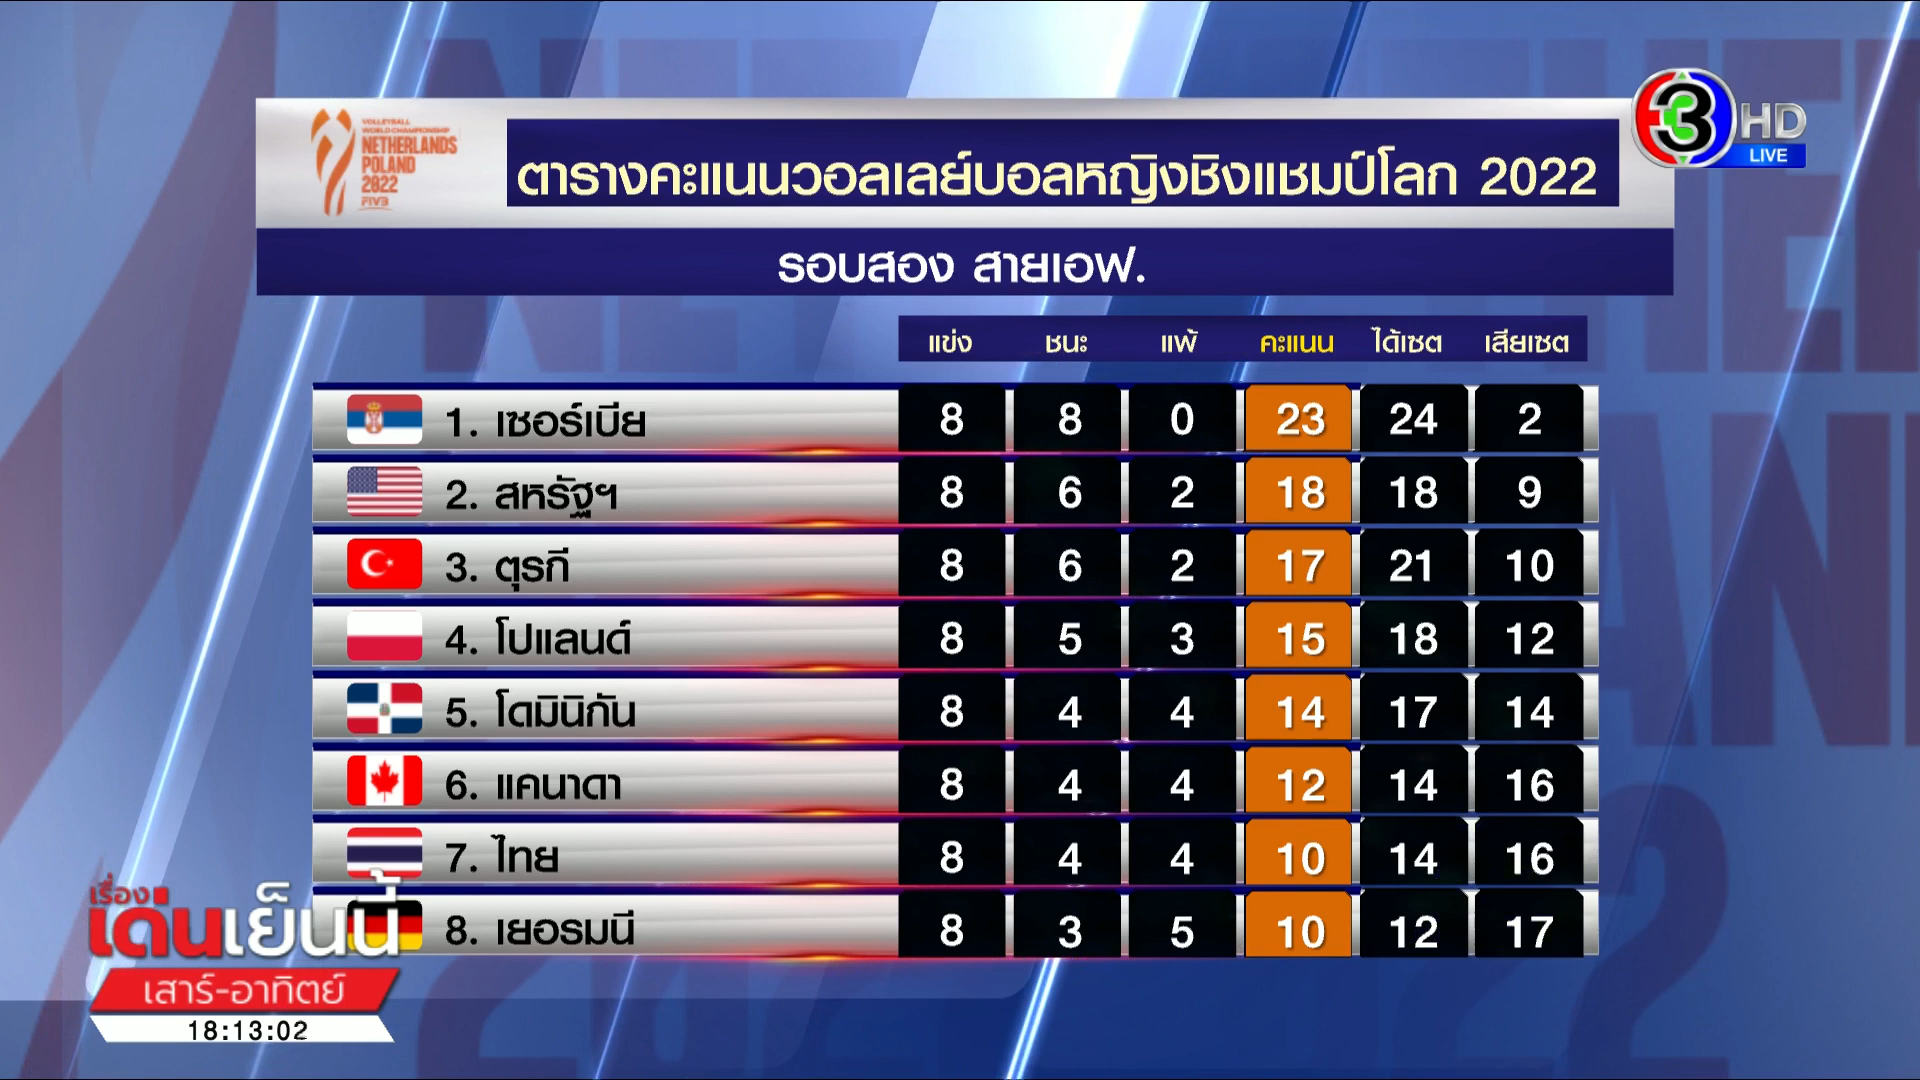 VOLLEYBALL
WORLD CHAMPIONSHIP
NETHERLANDS
POLAND
2022
FIVB
ตารางคะแนนวอลเลย์บอลหญิงชิงแชมป์โลก 2022
3 HD
LIVE
รอบสอง สายเอฟ.
แข่ง ชนะ แพ้ คะแนน ได้เซต เสียเซต
1. เซอร์เบีย 8 8 0 23 24 2
2. สหรัฐฯ 8 6 2 18 18 9
3. ตุรกี 8 6 2 17 21 10
4. โปแลนด์ 8 5 3 15 18 12
5. โดมินิกัน 8 4 4 14 17 14
6. แคนาดา 8 4 4 12 14 16
7. ไทย 8 4 4 10 14 16
8. เยอรมนี 8 3 5 10 12 17
เรื่อง
เด่นเย็นนี้
เสาร์-อาทิตย์
18:13:02
NETHERLANDS
2022